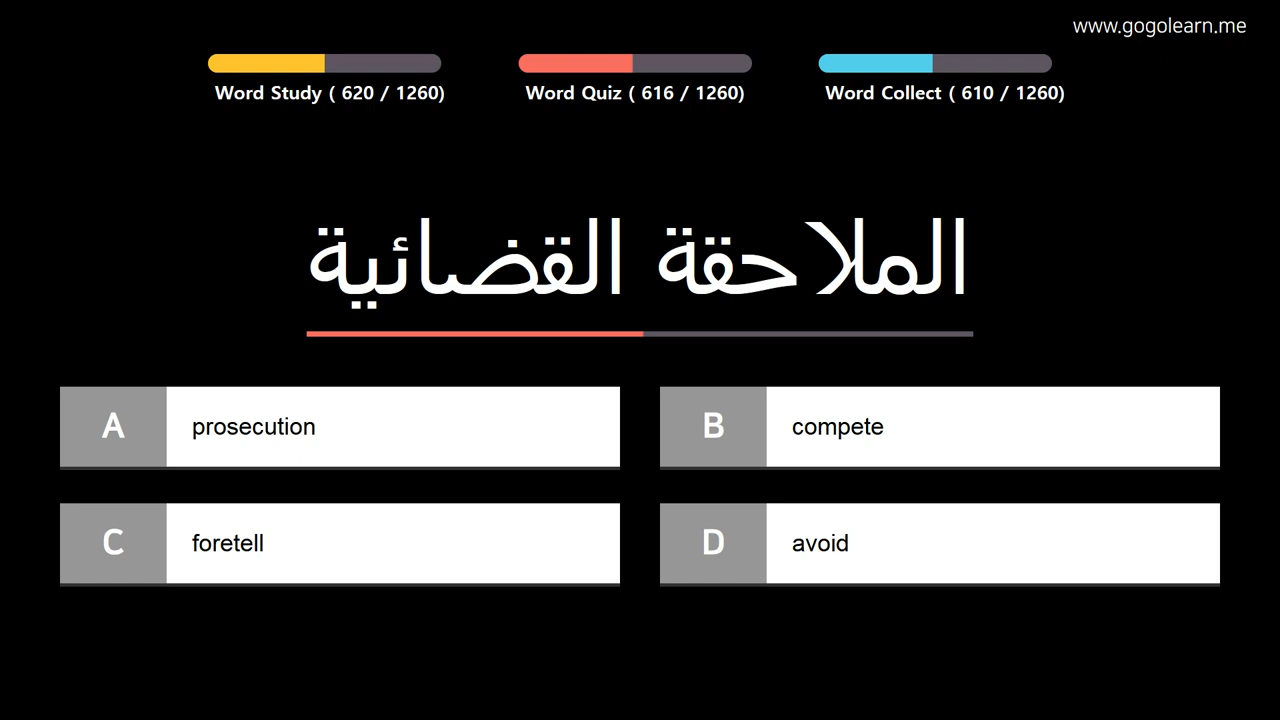 www.gogolearn.me
Word Study ( 620 / 1260)
Word Quiz ( 616 / 1260)
Word Collect ( 610 / 1260)
الملاحقة القضائية
A
prosecution
B
compete
C
foretell
D
avoid